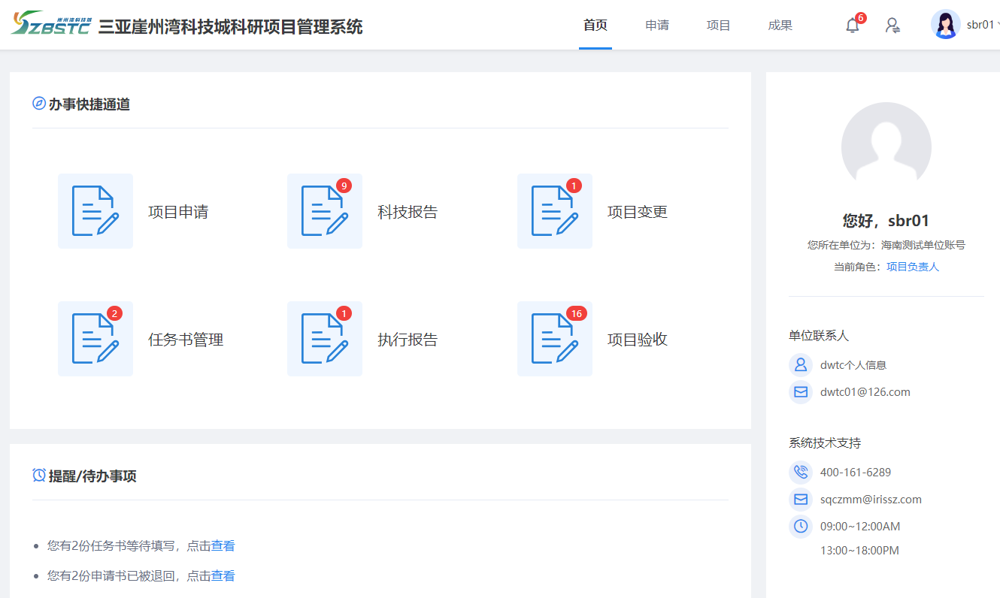 崖州湾科技城
YZBSTC 三亚崖州湾科技城科研项目管理系统
首页 申请 项目 成果 6 sbr01
办事快捷通道
项目申请
9 科技报告
1 项目变更
2 任务书管理
1 执行报告
16 项目验收
提醒/待办事项
您有2份任务书等待填写，点击查看
您有2份申请书已被退回，点击查看
您好，sbr01
您所在单位为：海南测试单位账号
当前角色：项目负责人
单位联系人
dwtc个人信息
dwtc01@126.com
系统技术支持
400-161-6289
sqczmm@irissz.com
09:00~12:00AM
13:00~18:00PM